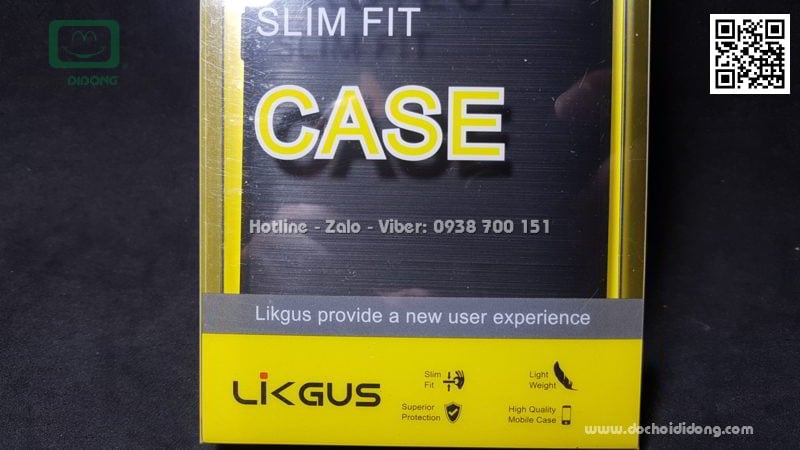 SLIM FIT
CASE
DIDONG
Hotline - Zalo - Viber: 0938 700 151
Likgus provide a new user experience
LIKGUS
Slim Fit
Light Weight
Superior Protection
High Quality Mobile Case
www.dochoididong.com